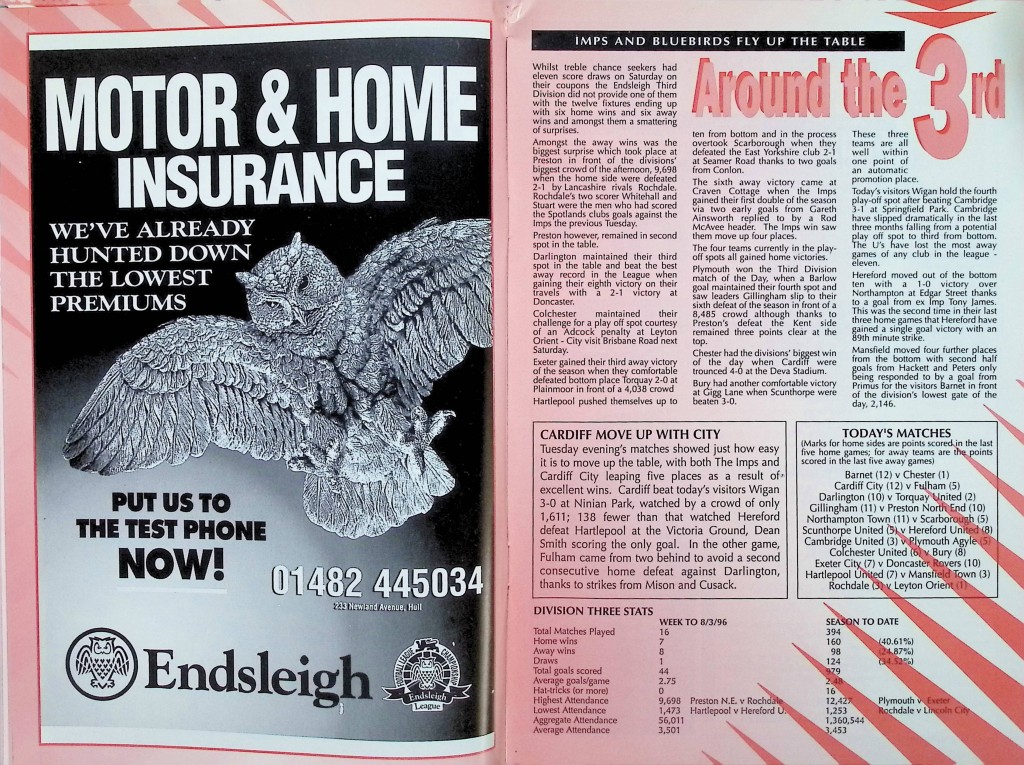 MOTOR & HOME
INSURANCE
WE'VE ALREADY
HUNTED DOWN
THE LOWEST
PREMIUMS
PUT US TO
THE TEST PHONE
NOW!
01482 445034
233 Newland Avenue, Hull
Endsleigh
Endsleigh
League
IMPS AND BLUEBIRDS FLY UP THE TABLE
Around the 3rd
Whilst treble chance seekers had
eleven score draws on Saturday on
their coupons the Endsleigh Third
Division did not provide one of them
with the twelve fixtures ending up
with six home wins and six away
wins and amongst them a smattering
of surprises.
Amongst the away wins was the
biggest surprise which took place at
Preston in front of the divisions'
biggest crowd of the afternoon, 9,698
when the home side were defeated
2-1 by Lancashire rivals Rochdale.
Rochdale's two scorer Whitehall and
Stuart were the men who had scored
the Spotlands clubs goals against the
Imps the previous Tuesday.
Preston however, remained in second
spot in the table.
Darlington maintained their third
spot in the table and beat the best
away record in the League when
gaining their eighth victory on their
travels with a 2-1 victory at
Doncaster.
Colchester maintained their
challenge for a play off spot courtesy
of an Adcock penalty at Leyton
Orient - City visit Brisbane Road next
Saturday.
Exeter gained their third away victory
of the season when they comfortable
defeated bottom place Torquay 2-0 at
Plainmoor in front of a 4,038 crowd
Hartlepool pushed themselves up to
ten from bottom and in the process
overtook Scarborough when they
defeated the East Yorkshire club 2-1
at Seamer Road thanks to two goals
from Conlon.
The sixth away victory came at
Craven Cottage when the Imps
gained their first double of the season
via two early goals from Gareth
Ainsworth replied to by a Rod
McAvee header. The Imps win saw
them move up four places.
The four teams currently in the play-
off spots all gained home victories.
Plymouth won the Third Division
match of the Day, when a Barlow
goal maintained their fourth spot and
saw leaders Gillingham slip to their
sixth defeat of the season in front of a
8,485 crowd although thanks to
Preston's defeat the Kent side
remained three points clear at the
top.
Chester had the divisions' biggest win
of the day when Cardiff were
trounced 4-0 at the Deva Stadium.
Bury had another comfortable victory
at Gigg Lane when Scunthorpe were
beaten 3-0.
These three
teams are all
well within
one point of
an automatic
promotion place.
Today's visitors Wigan hold the fourth
play-off spot after beating Cambridge
3-1 at Springfield Park. Cambridge
have slipped dramatically in the last
three months falling from a potential
play off spot to third from bottom.
The U's have lost the most away
games of any club in the league -
eleven.
Hereford moved out of the bottom
ten with a 1-0 victory over
Northampton at Edgar Street thanks
to a goal from ex Imp Tony James.
This was the second time in their last
three home games that Hereford have
gained a single goal victory with an
89th minute strike.
Mansfield moved four further places
from the bottom with second half
goals from Hackett and Peters only
being responded to by a goal from
Primus for the visitors Barnet in front
of the division's lowest gate of the
day, 2,146.
CARDIFF MOVE UP WITH CITY
Tuesday evening's matches showed just how easy
it is to move up the table, with both The Imps and
Cardiff City leaping five places as a result of
excellent wins. Cardiff beat today's visitors Wigan
3-0 at Ninian Park, watched by a crowd of only
1,611; 138 fewer than that watched Hereford
defeat Hartlepool at the Victoria Ground, Dean
Smith scoring the only goal. In the other game,
Fulham came from two behind to avoid a second
consecutive home defeat against Darlington,
thanks to strikes from Mison and Cusack.
TODAY'S MATCHES
(Marks for home sides are points scored in the last
five home games; for away teams are the points
scored in the last five away games)
Barnet (12) v Chester (1)
Cardiff City (12) v Fulham (5)
Darlington (10) v Torquay United (2)
Gillingham (11) v Preston North End (10)
Northampton Town (11) v Scarborough (5)
Scunthorpe United (5) v Hereford United (8)
Cambridge United (3) v Plymouth Agyle (5)
Colchester United (6) v Bury (8)
Exeter City (7) v Doncaster Rovers (10)
Hartlepool United (7) v Mansfield Town (3)
Rochdale (3) v Leyton Orient (1)
DIVISION THREE STATS
WEEK TO 8/3/96 SEASON TO DATE
Total Matches Played 16 394
Home wins 7 160 (40.61%)
Away wins 8 98 (24.87%)
Draws 1 124 (34.52%)
Total goals scored 44 979
Average goals/game 2.75 2.48
Hat-tricks (or more) 0 16
Highest Attendance 9,698 Preston N.E. v Rochdale 12,427 Plymouth v Exeter
Lowest Attendance 1,473 Hartlepool v Hereford U. 1,253 Rochdale v Lincoln City
Aggregate Attendance 56,011 1,360,544
Average Attendance 3,501 3,453